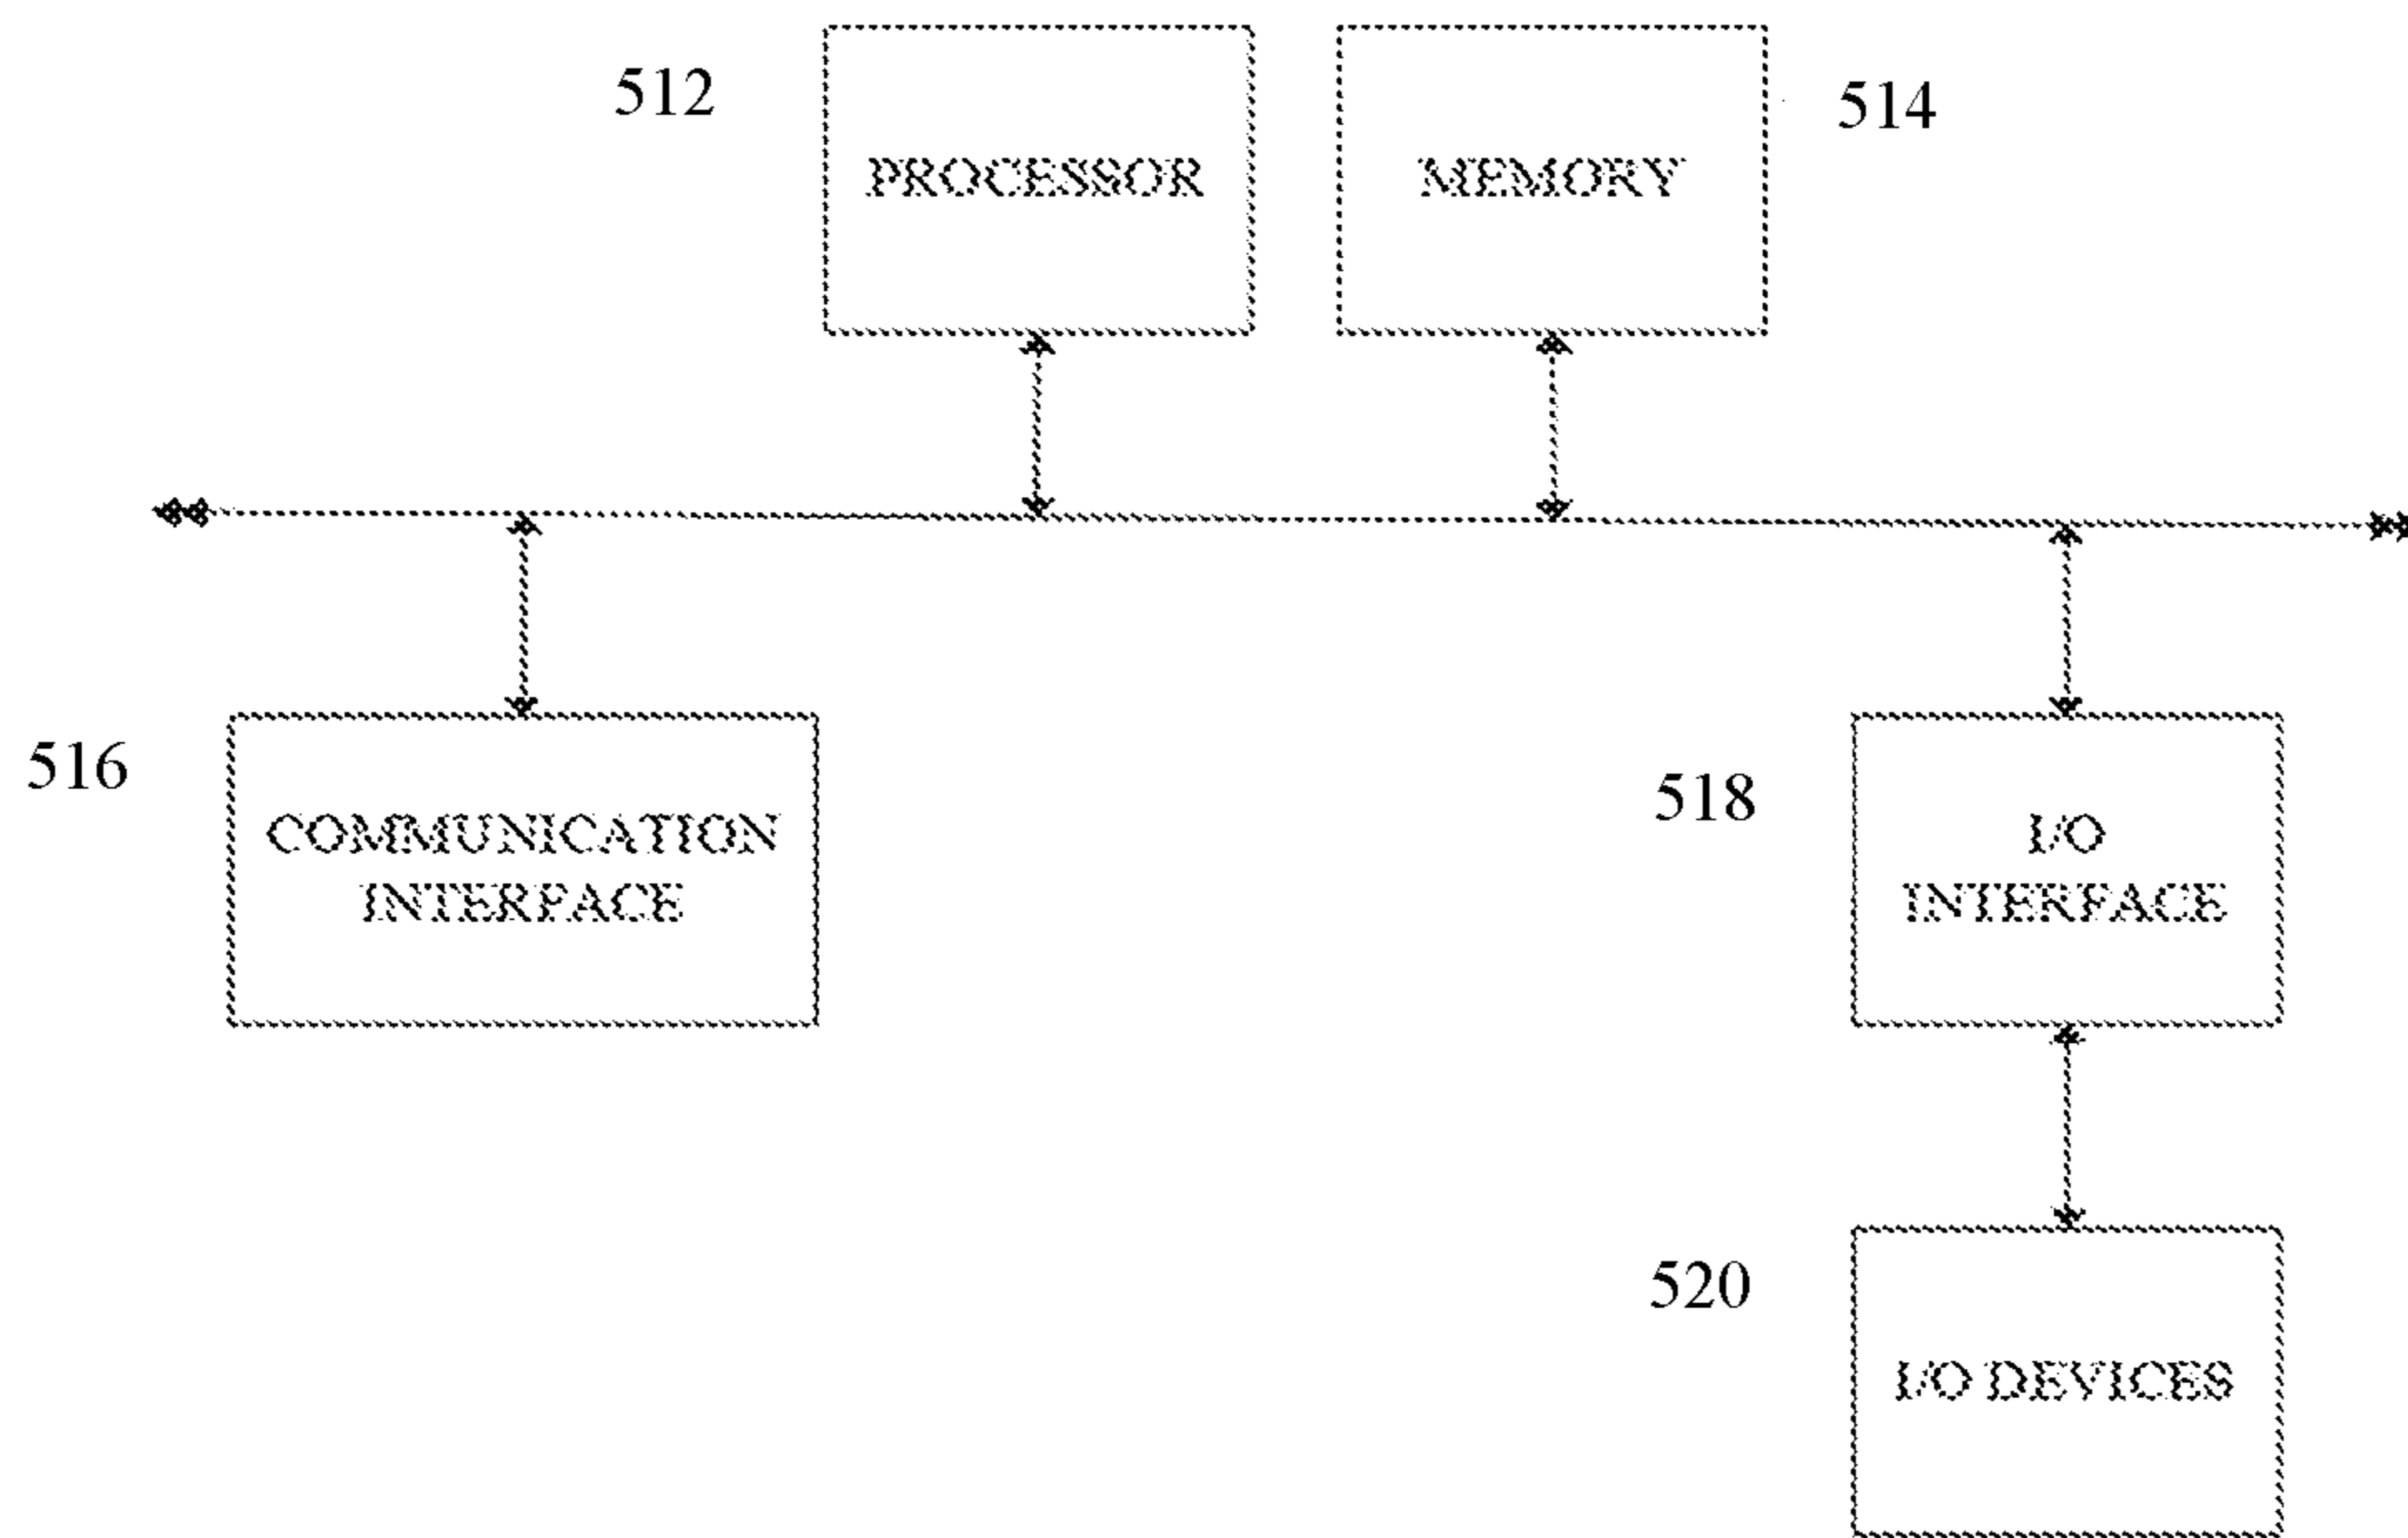 512
PROCESSOR
MEMORY
514
516
COMMUNICATION
INTERFACE
518
I/O
INTERFACE
520
I/O DEVICES